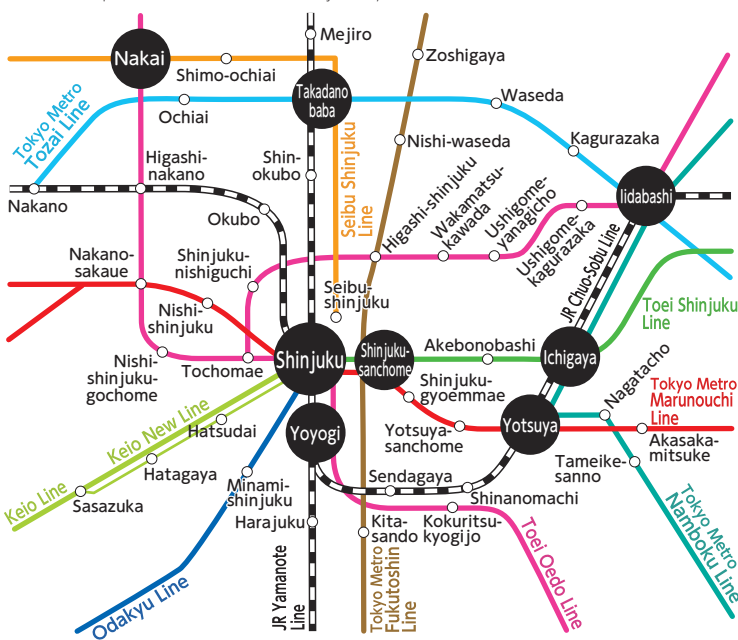 Mejiro
Nakai
Shimo-ochiai
Zoshigaya
Takadano
baba
Ochiai
Waseda
Tokyo Metro
Tozai Line
Nishi-waseda
Kagurazaka
Higashi-
nakano
Shin-
okubo
Seibu Shinjuku
Line
Higashi-shinjuku
Wakamatsu-
kawada
Ushigome-
yanagicho
Ushigome-
kagurazaka
Iidabashi
Nakano
Okubo
JR Chuo-Sobu Line
Nakano-
sakaue
Shinjuku-
nishiguchi
Seibu-
shinjuku
Nishi-
shinjuku
Toei Shinjuku
Line
Nishi-
shinjuku-
gochome
Tochomae
Shinjuku
Shinjuku-
sanchome
Akebonobashi
Ichigaya
Shinjuku-
gyoemmae
Nagatacho
Tokyo Metro
Marunouchi
Line
Keio New Line
Hatsudai
Yoyogi
Yotsuya-
sanchome
Yotsuya
Akasaka-
mitsuke
Hatagaya
Tameike-
sanno
Keio Line
Sasazuka
Minami-
shinjuku
Sendagaya
Shinanomachi
Harajuku
Kita-
sando
Kokuritsu-
kyogijo
Tokyo Metro
Namboku Line
Odakyu Line
JR Yamanote
Line
Tokyo Metro
Fukutoshin
Line
Toei Oedo Line